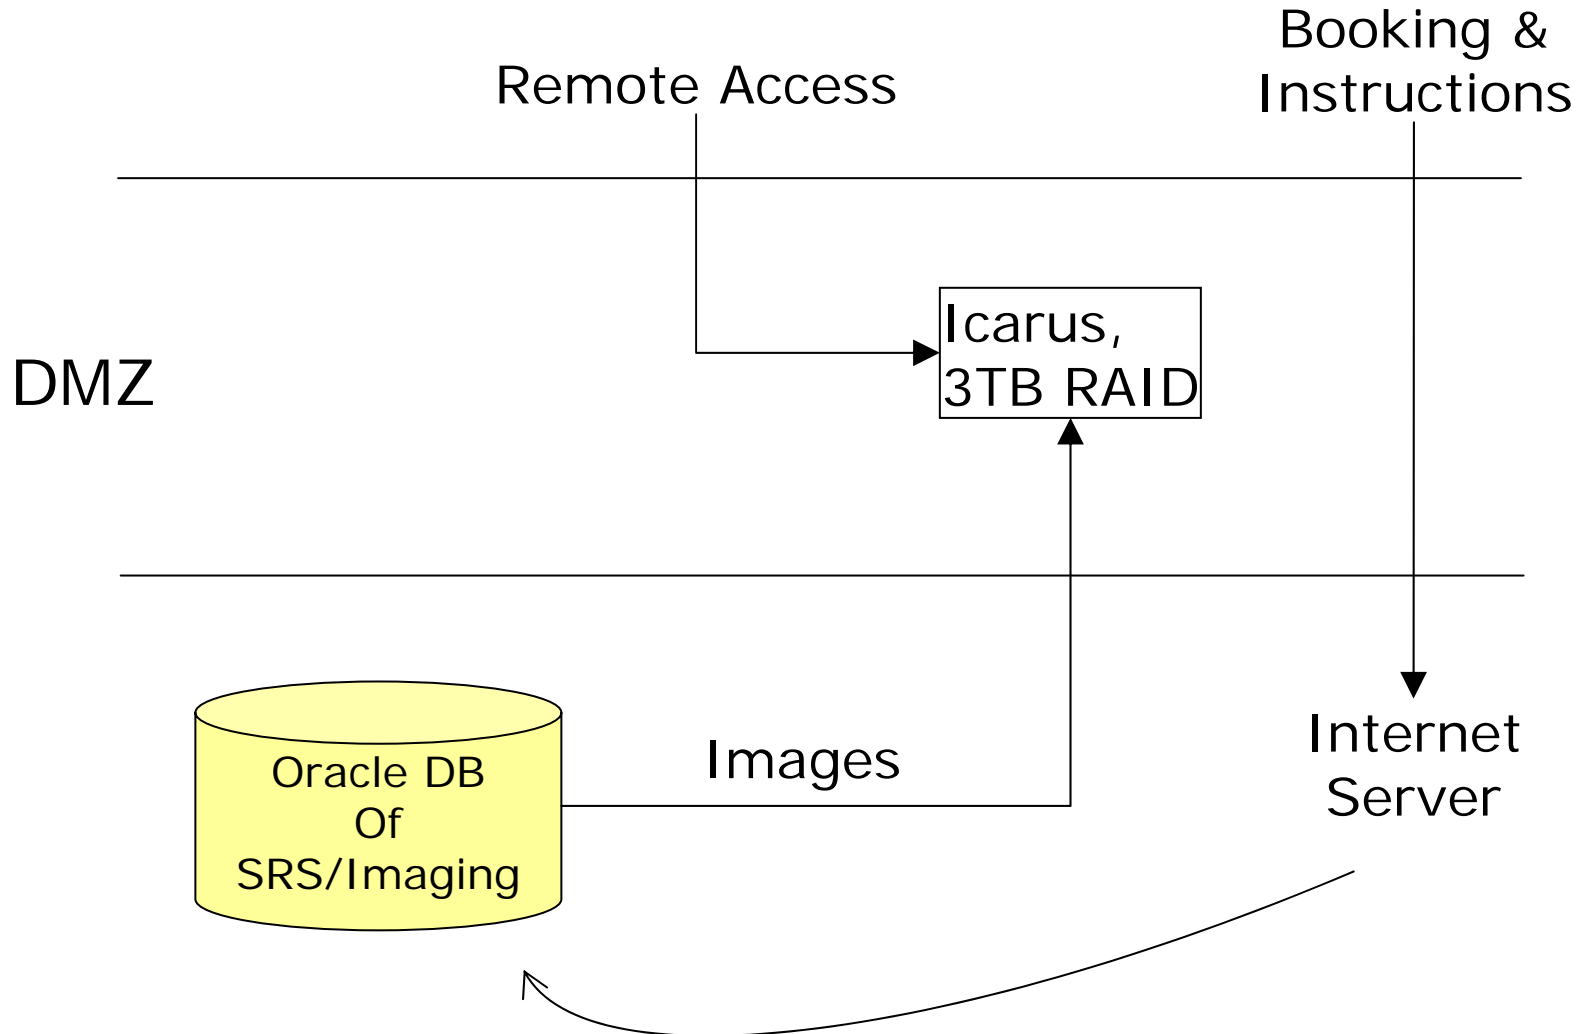 Booking &
Instructions
Remote Access
Icarus,
3TB RAID
DMZ
Images
Internet
Server
Oracle DB
Of
SRS/Imaging